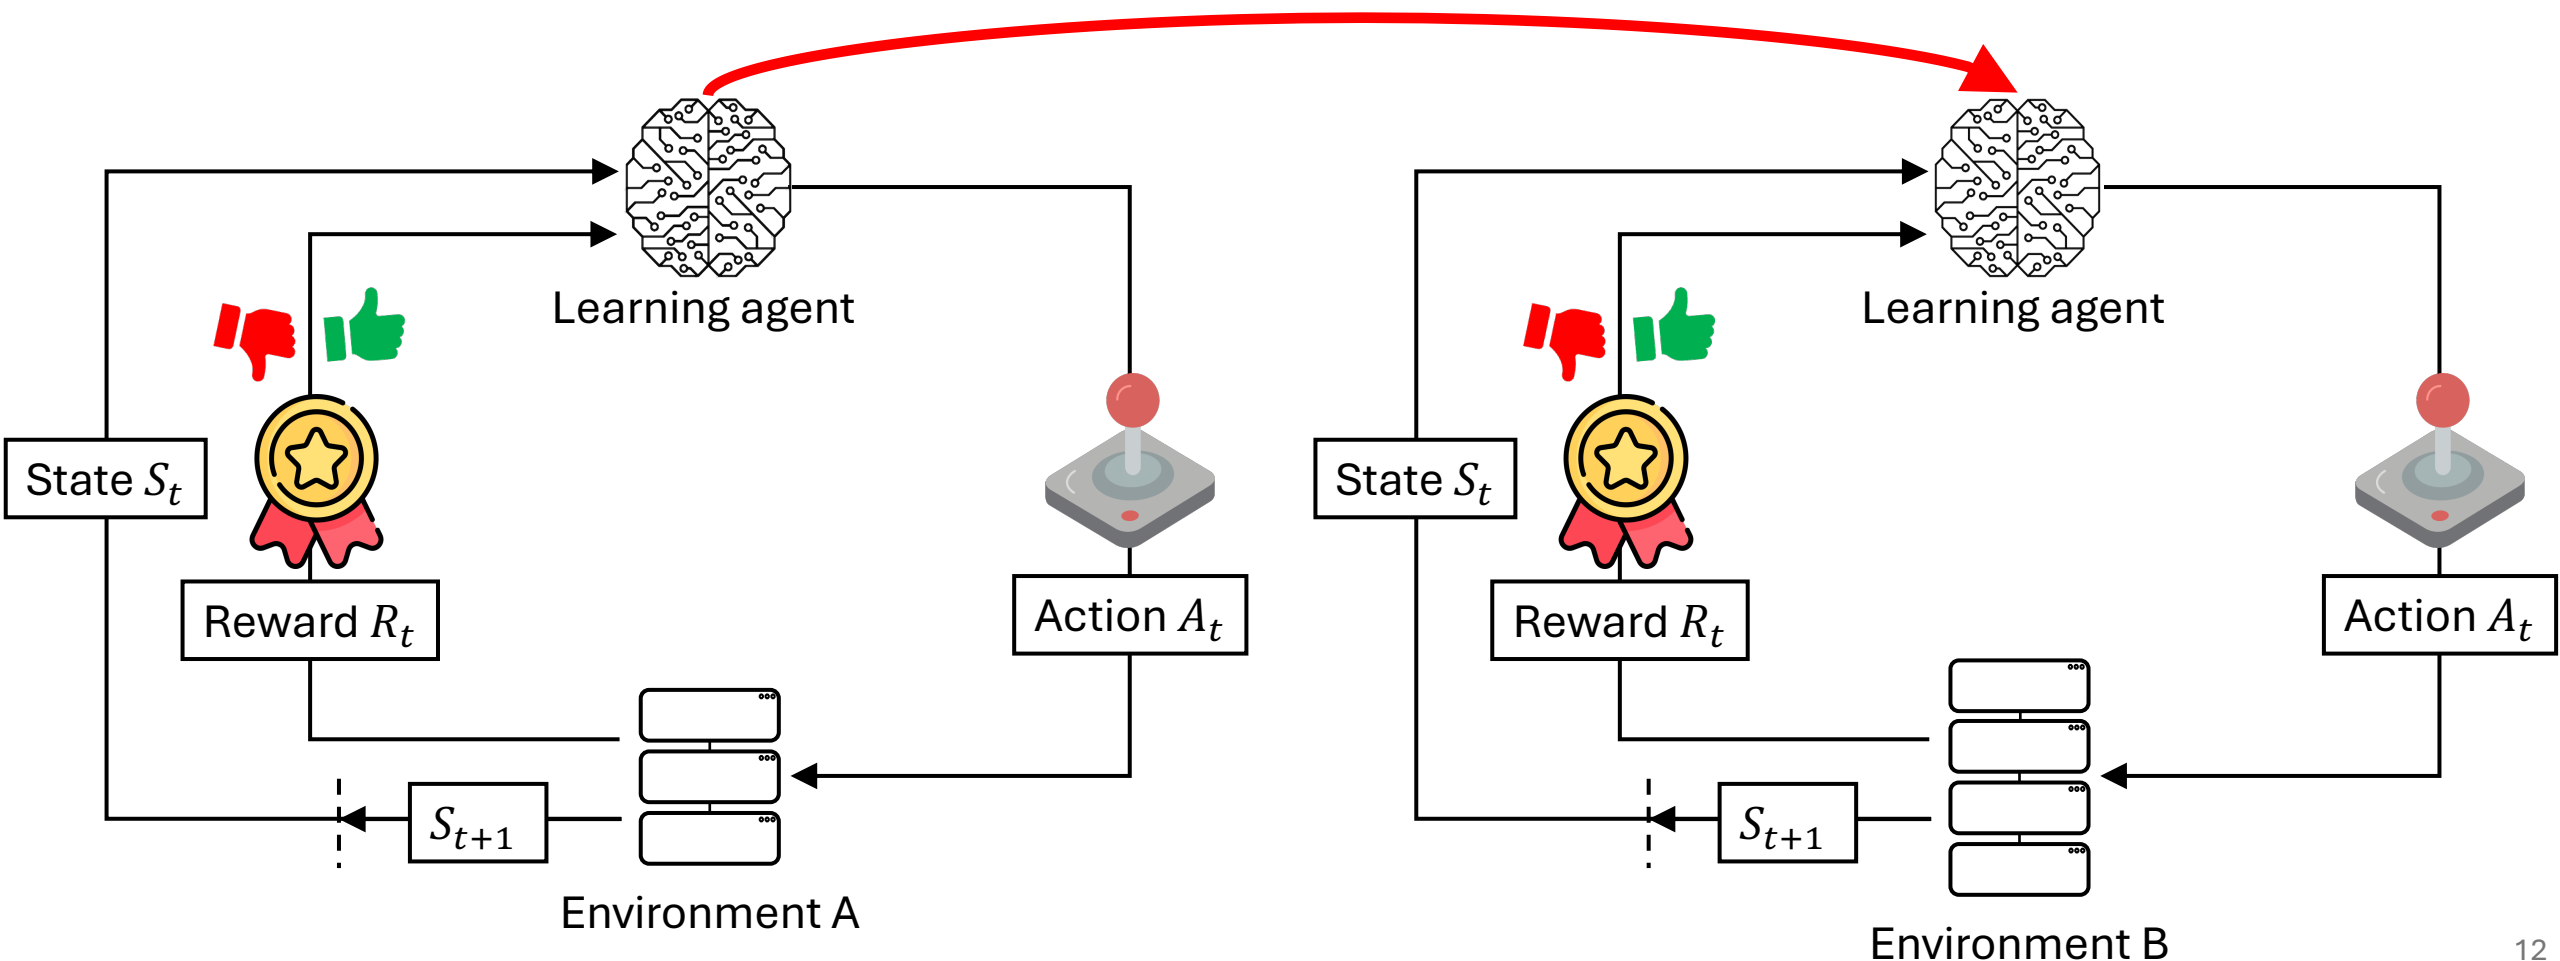 Learning agent
State S_t
Reward R_t
Action A_t
S_{t+1}
Environment A
Learning agent
State S_t
Reward R_t
Action A_t
S_{t+1}
Environment B
12